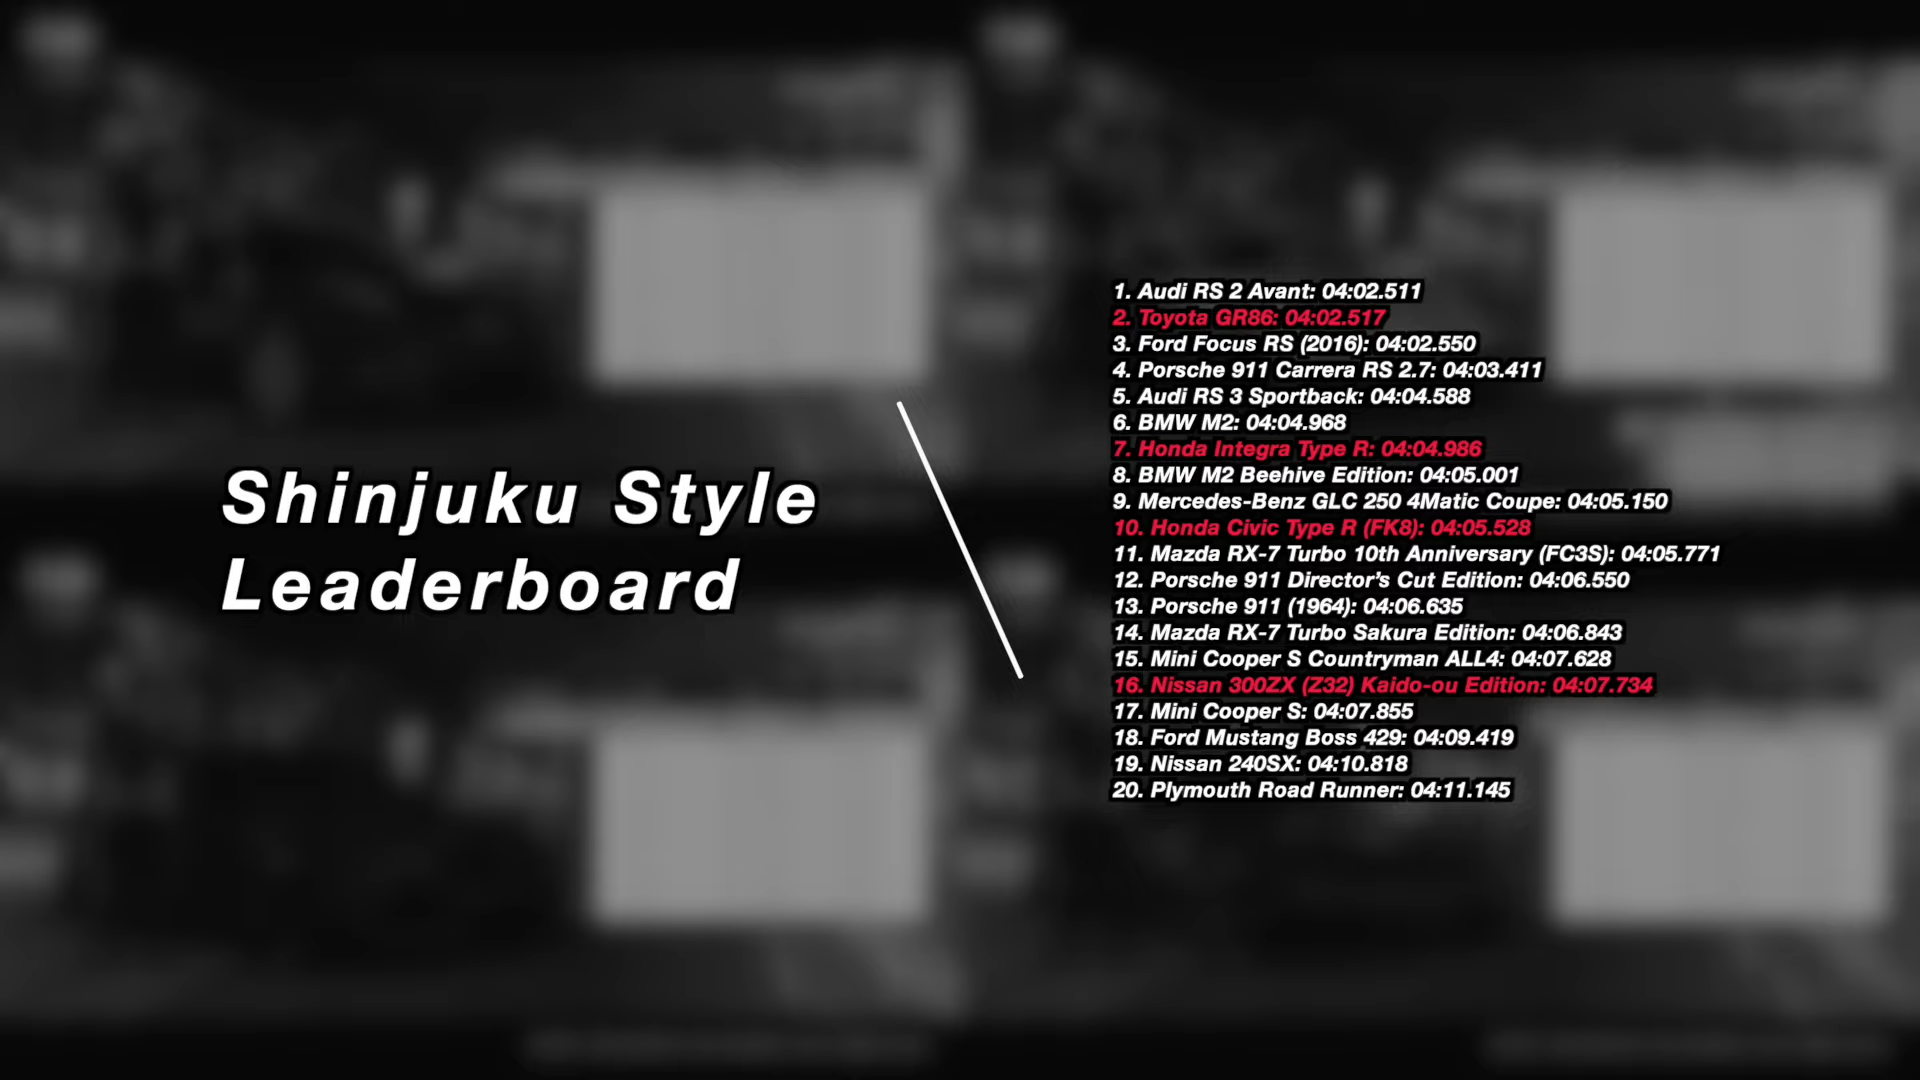 Shinjuku Style
Leaderboard
1. Audi RS 2 Avant: 04:02.511
2. Toyota GR86: 04:02.517
3. Ford Focus RS (2016): 04:02.550
4. Porsche 911 Carrera RS 2.7: 04:03.411
5. Audi RS 3 Sportback: 04:04.588
6. BMW M2: 04:04.968
7. Honda Integra Type R: 04:04.986
8. BMW M2 Beehive Edition: 04:05.001
9. Mercedes-Benz GLC 250 4Matic Coupe: 04:05.150
10. Honda Civic Type R (FK8): 04:05.528
11. Mazda RX-7 Turbo 10th Anniversary (FC3S): 04:05.771
12. Porsche 911 Director’s Cut Edition: 04:06.550
13. Porsche 911 (1964): 04:06.635
14. Mazda RX-7 Turbo Sakura Edition: 04:06.843
15. Mini Cooper S Countryman ALL4: 04:07.628
16. Nissan 300ZX (Z32) Kaido-ou Edition: 04:07.734
17. Mini Cooper S: 04:07.855
18. Ford Mustang Boss 429: 04:09.419
19. Nissan 240SX: 04:10.818
20. Plymouth Road Runner: 04:11.145